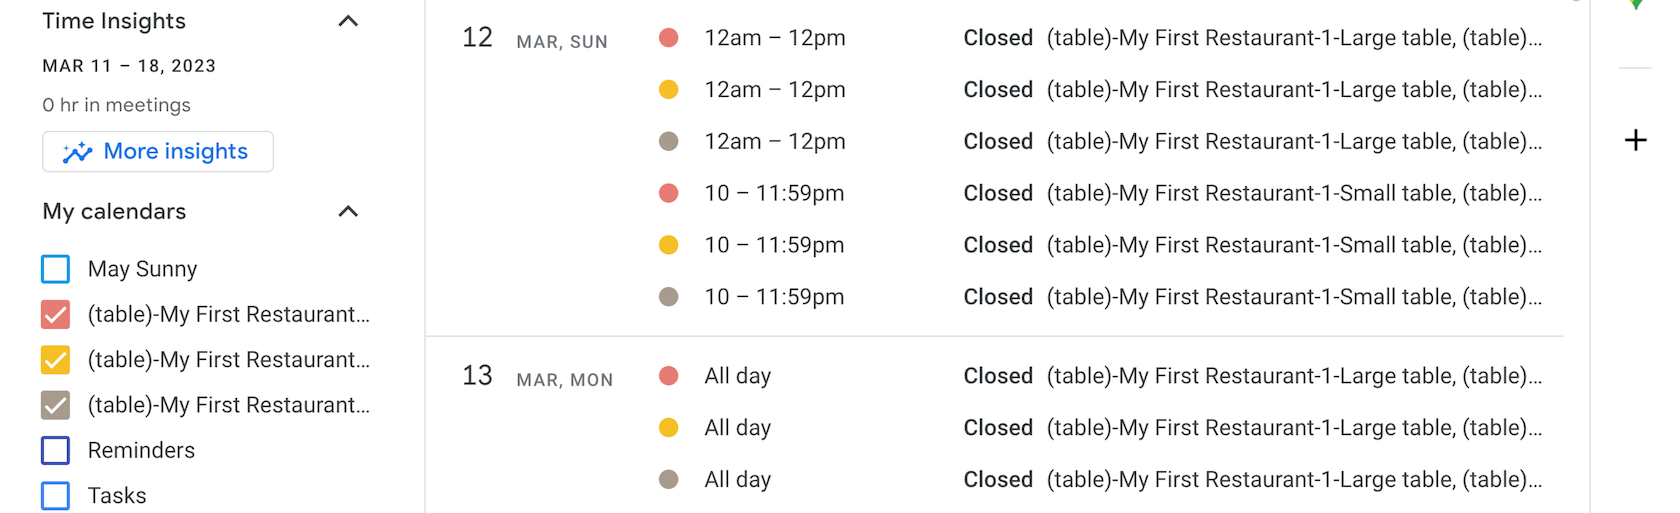 Time Insights
MAR 11 – 18, 2023
0 hr in meetings
More insights
My calendars
May Sunny
(table)-My First Restaurant...
(table)-My First Restaurant...
(table)-My First Restaurant...
Reminders
Tasks
12 MAR, SUN 12am – 12pm Closed (table)-My First Restaurant-1-Large table, (table)...
12am – 12pm Closed (table)-My First Restaurant-1-Large table, (table)...
12am – 12pm Closed (table)-My First Restaurant-1-Large table, (table)...
10 – 11:59pm Closed (table)-My First Restaurant-1-Small table, (table)...
10 – 11:59pm Closed (table)-My First Restaurant-1-Small table, (table)...
10 – 11:59pm Closed (table)-My First Restaurant-1-Small table, (table)...
13 MAR, MON All day Closed (table)-My First Restaurant-1-Large table, (table)...
All day Closed (table)-My First Restaurant-1-Large table, (table)...
All day Closed (table)-My First Restaurant-1-Large table, (table)...